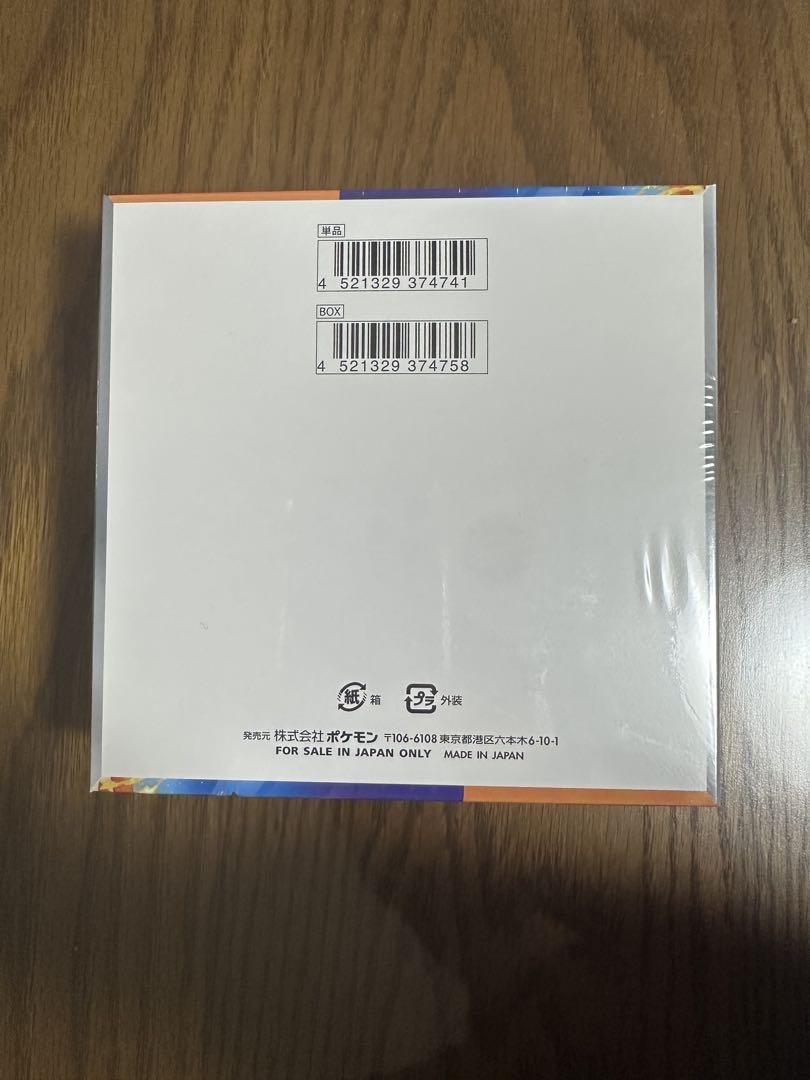 単品
4 521329 374741
BOX
4 521329 374758
紙 箱 プラ 外装
発売元 株式会社ポケモン 〒106-6108 東京都港区六本木6-10-1
FOR SALE IN JAPAN ONLY MADE IN JAPAN